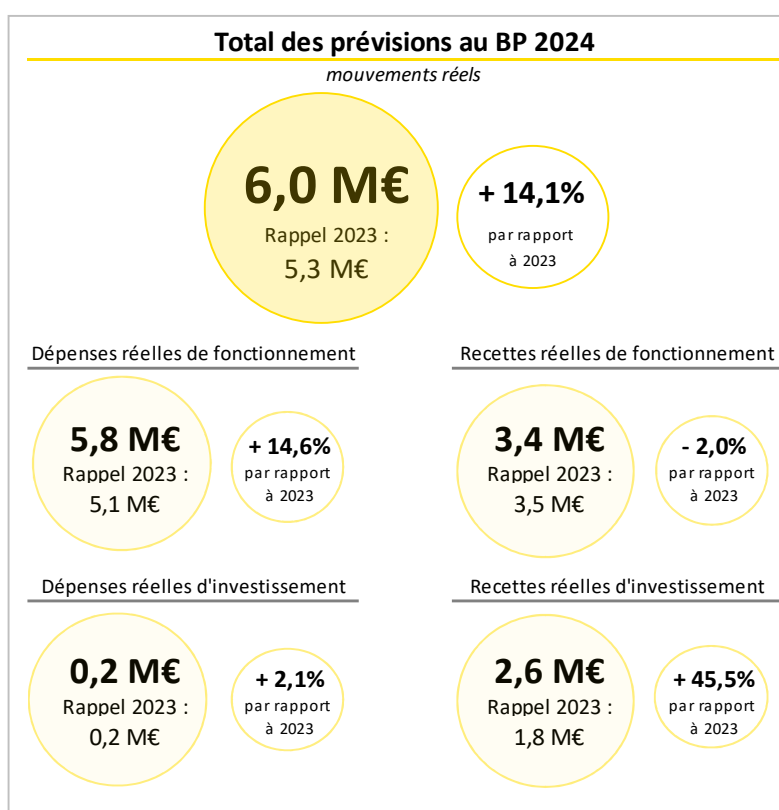 Total des prévisions au BP 2024
mouvements réels
6,0 M€
Rappel 2023 :
5,3 M€
+ 14,1%
par rapport
à 2023
Dépenses réelles de fonctionnement
5,8 M€
Rappel 2023 :
5,1 M€
+ 14,6%
par rapport
à 2023
Recettes réelles de fonctionnement
3,4 M€
Rappel 2023 :
3,5 M€
- 2,0%
par rapport
à 2023
Dépenses réelles d'investissement
0,2 M€
Rappel 2023 :
0,2 M€
+ 2,1%
par rapport
à 2023
Recettes réelles d'investissement
2,6 M€
Rappel 2023 :
1,8 M€
+ 45,5%
par rapport
à 2023